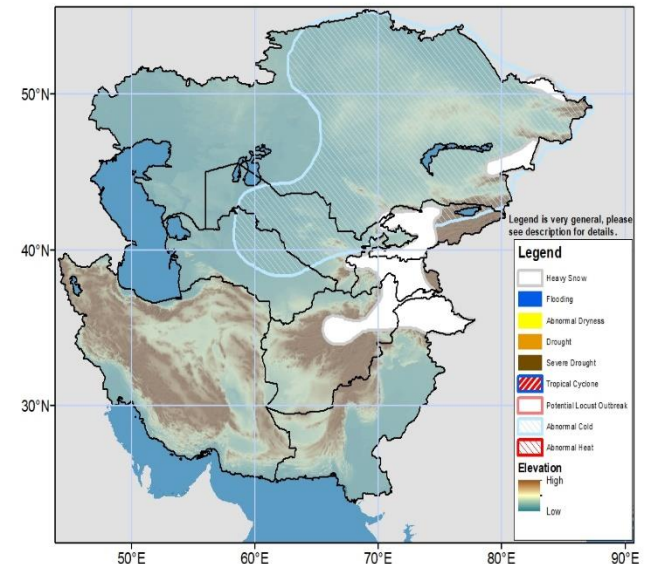 50°N
40°N
30°N
50°E
60°E
70°E
80°E
90°E
Legend is very general, please
see description for details.
Legend
Heavy Snow
Flooding
Abnormal Dryness
Drought
Severe Drought
Tropical Cyclone
Potential Locust Outbreak
Abnormal Cold
Abnormal Heat
Elevation
High
Low